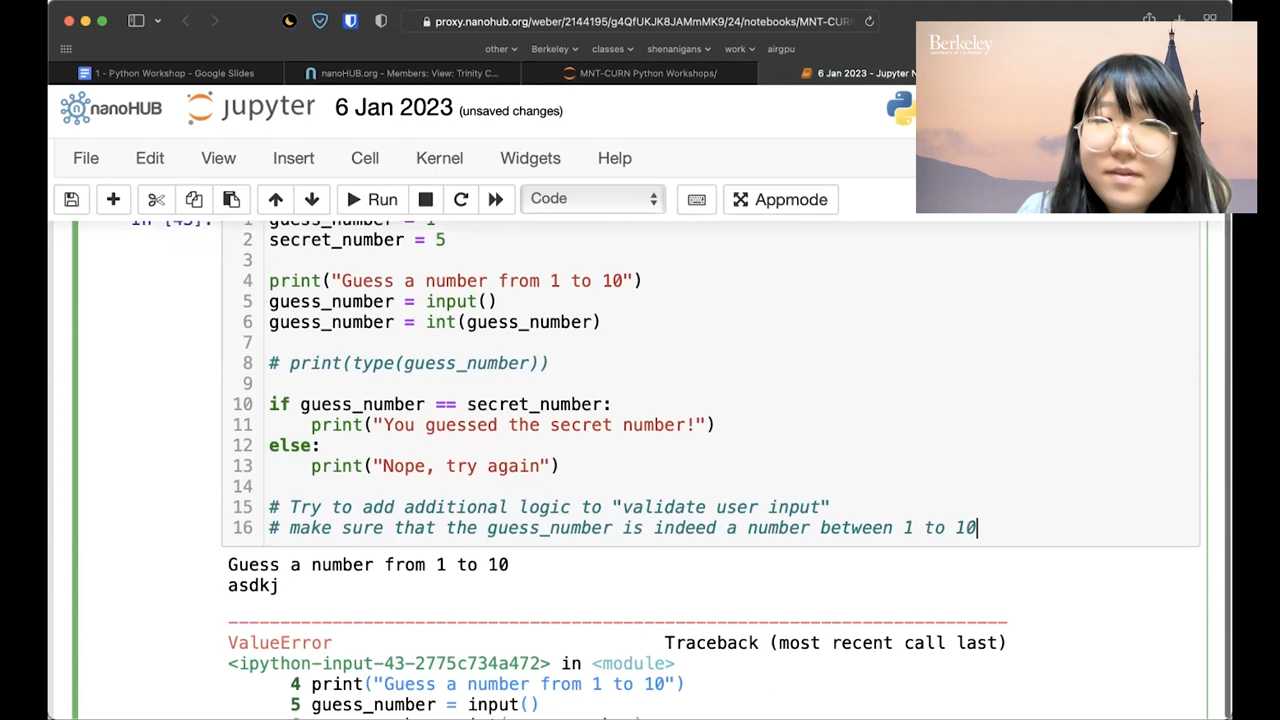 proxy.nanohub.org/weber/2144195/g4QfUKJK8JAMmMK9/24/notebooks/MNT-CUR
other Berkeley classes shenanigans work airgpu
1 - Python Workshop - Google Slides
nanoHUB.org - Members: View: Trinity C...
MNT-CURN Python Workshops/
6 Jan 2023 - Jupyter N
Berkeley
nanoHUB jupyter 6 Jan 2023 (unsaved changes)
File Edit View Insert Cell Kernel Widgets Help
Run Code Appmode
In [43]: 1 guess_number = 1
2 secret_number = 5
3
4 print("Guess a number from 1 to 10")
5 guess_number = input()
6 guess_number = int(guess_number)
7
8 # print(type(guess_number))
9
10 if guess_number == secret_number:
11 print("You guessed the secret number!")
12 else:
13 print("Nope, try again")
14
15 # Try to add additional logic to "validate user input"
16 # make sure that the guess_number is indeed a number between 1 to 10
Guess a number from 1 to 10
asdkj
ValueError Traceback (most recent call last)
<ipython-input-43-2775c734a472> in <module>
4 print("Guess a number from 1 to 10")
5 guess_number = input()